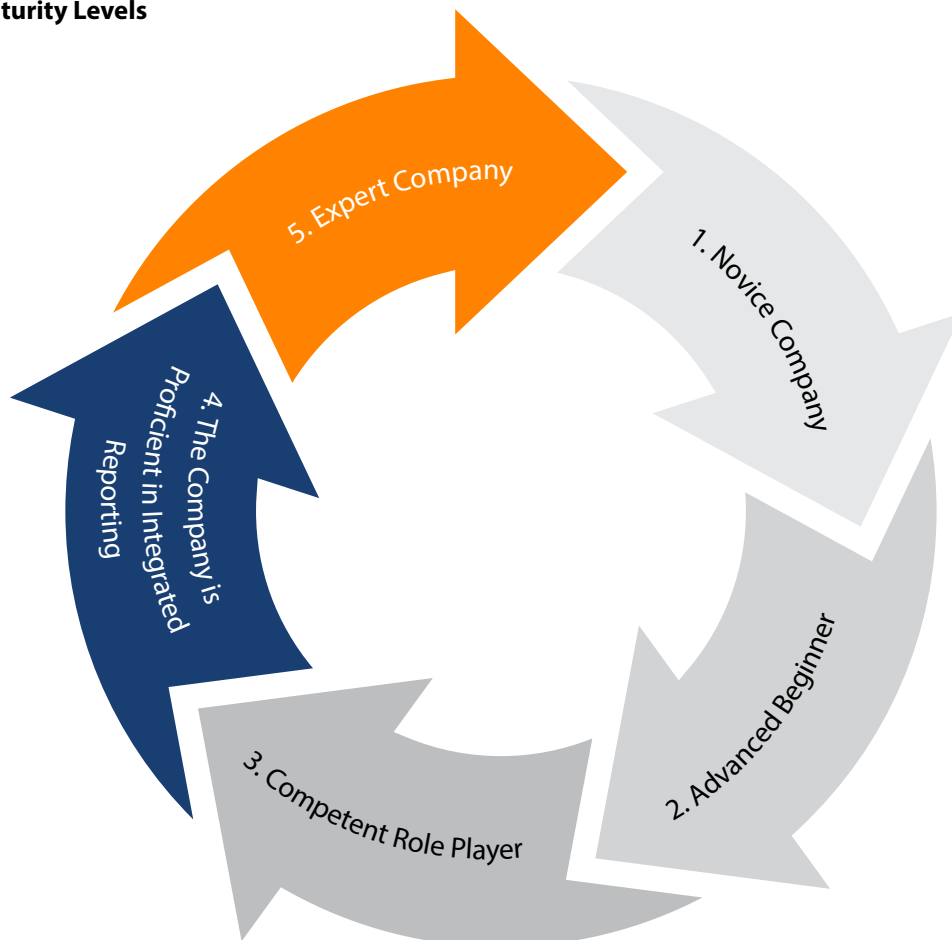 turity Levels
5. Expert Company
1. Novice Company
4. The Company is
Proficient in Integrated
Reporting
2. Advanced Beginner
3. Competent Role Player